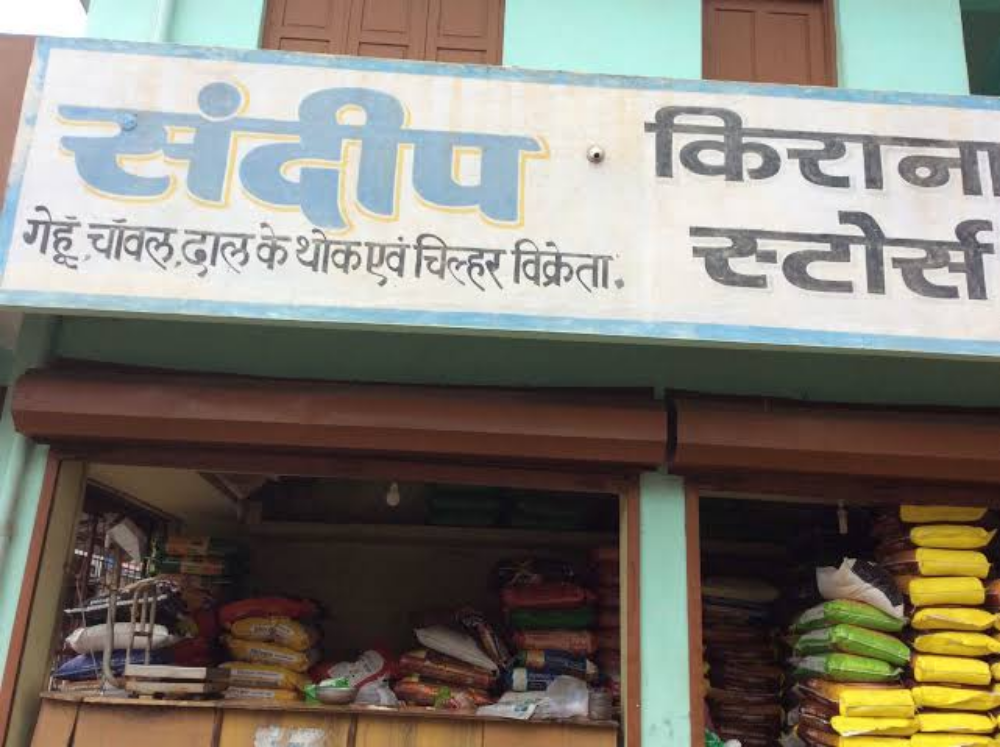 संदीप
गेहूं, चॉवल, दाल के थोक एवं चिल्हर विक्रेता.
किराना
स्टोर्स